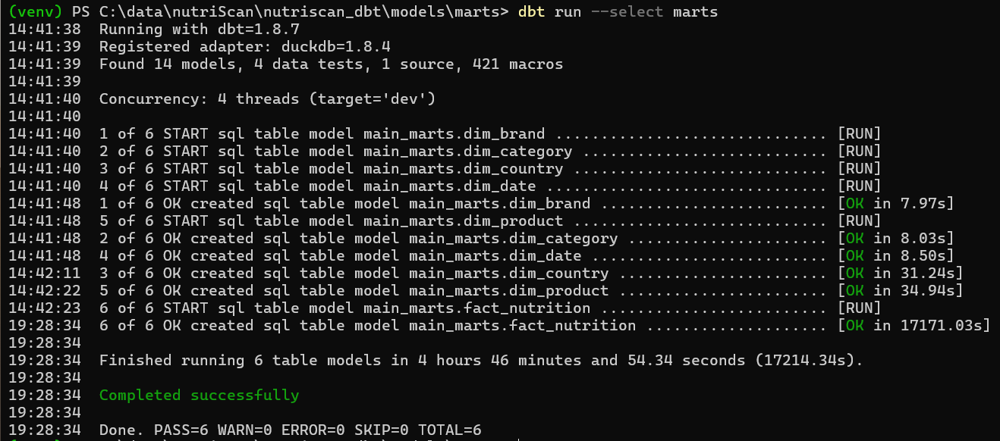 (venv) PS C:\data\nutriScan\nutriscan_dbt\models\marts> dbt run --select marts
14:41:38  Running with dbt=1.8.7
14:41:39  Registered adapter: duckdb=1.8.4
14:41:39  Found 14 models, 4 data tests, 1 source, 421 macros
14:41:39
14:41:40  Concurrency: 4 threads (target='dev')
14:41:40
14:41:40  1 of 6 START sql table model main_marts.dim_brand .............................. [RUN]
14:41:40  2 of 6 START sql table model main_marts.dim_category ........................... [RUN]
14:41:40  3 of 6 START sql table model main_marts.dim_country ............................ [RUN]
14:41:40  4 of 6 START sql table model main_marts.dim_date ............................... [RUN]
14:41:48  1 of 6 OK created sql table model main_marts.dim_brand ......................... [OK in 7.97s]
14:41:48  5 of 6 START sql table model main_marts.dim_product ............................ [RUN]
14:41:48  2 of 6 OK created sql table model main_marts.dim_category ...................... [OK in 8.03s]
14:41:48  4 of 6 OK created sql table model main_marts.dim_date .......................... [OK in 8.50s]
14:42:11  3 of 6 OK created sql table model main_marts.dim_country ....................... [OK in 31.24s]
14:42:22  5 of 6 OK created sql table model main_marts.dim_product ....................... [OK in 34.94s]
14:42:23  6 of 6 START sql table model main_marts.fact_nutrition ......................... [RUN]
19:28:34  6 of 6 OK created sql table model main_marts.fact_nutrition .................... [OK in 17171.03s]
19:28:34
19:28:34  Finished running 6 table models in 4 hours 46 minutes and 54.34 seconds (17214.34s).
19:28:34
19:28:34  Completed successfully
19:28:34
19:28:34  Done. PASS=6 WARN=0 ERROR=0 SKIP=0 TOTAL=6